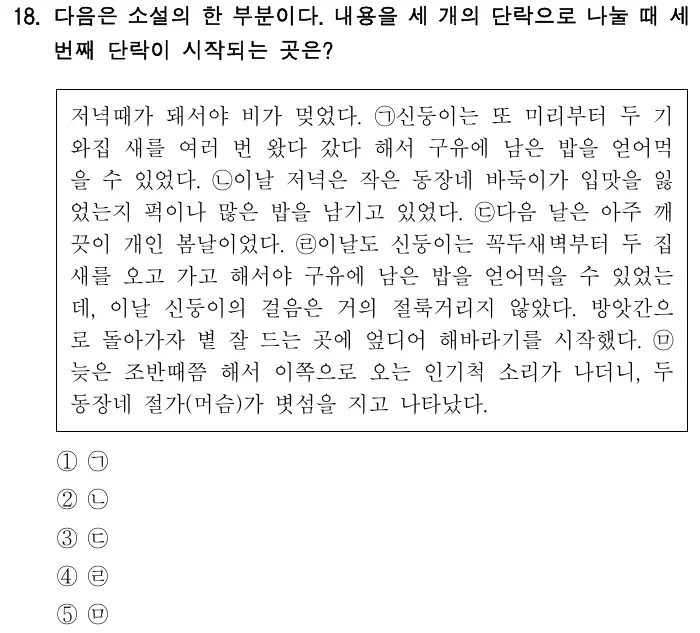 18. 다음은 소설의 한 부분이다. 내용을 세 개의 단락으로 나눌 때 세
번째 단락이 시작되는 곳은?
저녁때가 돼서야 비가 멎었다. ㉠신둥이는 또 미리부터 두 기
와집 새를 여러 번 왔다 갔다 해서 구유에 남은 밥을 얻어먹
을 수 있었다. ㉡이날 저녁은 작은 동장네 바둑이가 입맛을 잃
었는지 퍽이나 많은 밥을 남기고 있었다. ㉢다음 날은 아주 깨
끗이 개인 봄날이었다. ㉣이날도 신둥이는 꼭두새벽부터 두 집
새를 오고 가고 해서야 구유에 남은 밥을 얻어먹을 수 있었는
데, 이날 신둥이의 걸음은 거의 절룩거리지 않았다. 방앗간으
로 돌아가자 볕 잘 드는 곳에 엎디어 해바라기를 시작했다. ㉤
늦은 조반때쯤 해서 이쪽으로 오는 인기척 소리가 나더니, 두
동장네 절가(머슴)가 볏섬을 지고 나타났다.
① ㉠
② ㉡
③ ㉢
④ ㉣
⑤ ㉤